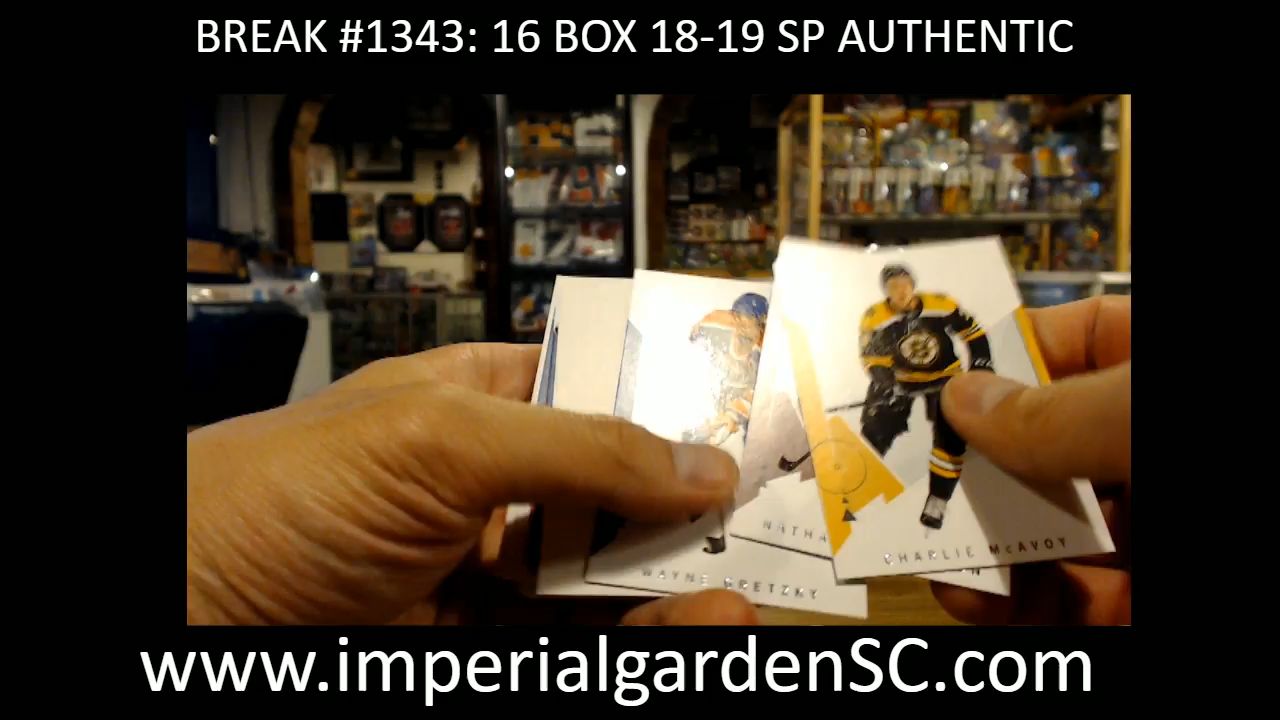 BREAK #1343: 16 BOX 18-19 SP AUTHENTIC
NATHA
CHARLIE McAVOY
WAYNE GRETZKY
www.imperialgardenSC.com